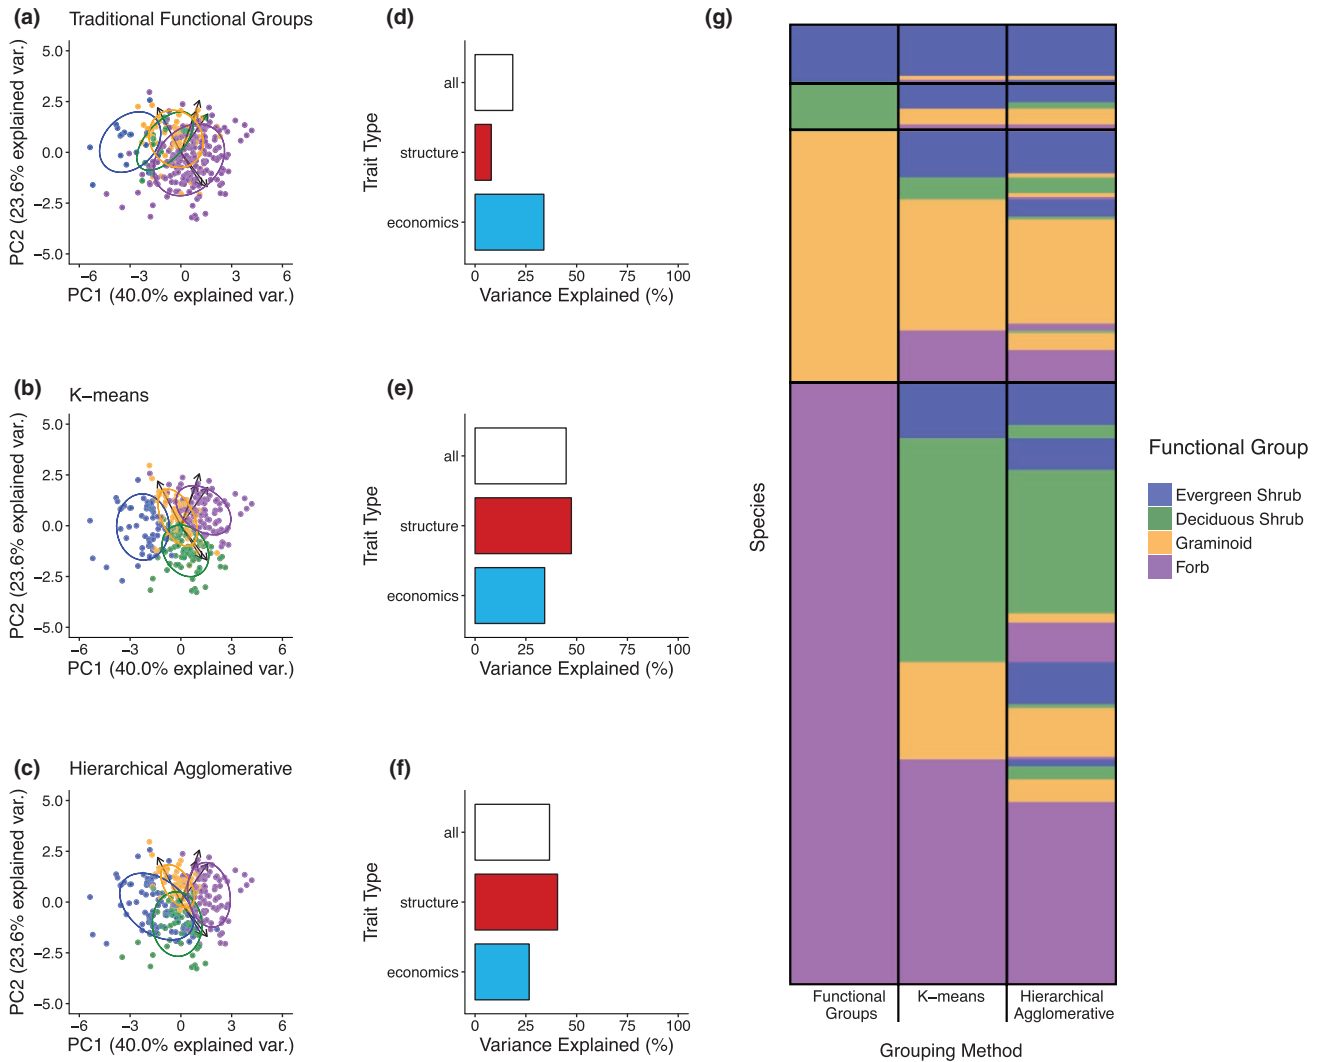 (a) Traditional Functional Groups
5.0
2.5
0.0
−2.5
−5.0
PC2 (23.6% explained var.)
−6 −3 0 3 6
PC1 (40.0% explained var.)
(d)
all
structure
economics
Trait Type
0 25 50 75 100
Variance Explained (%)
(b) K−means
5.0
2.5
0.0
−2.5
−5.0
PC2 (23.6% explained var.)
−6 −3 0 3 6
PC1 (40.0% explained var.)
(e)
all
structure
economics
Trait Type
0 25 50 75 100
Variance Explained (%)
(c) Hierarchical Agglomerative
5.0
2.5
0.0
−2.5
−5.0
PC2 (23.6% explained var.)
−6 −3 0 3 6
PC1 (40.0% explained var.)
(f)
all
structure
economics
Trait Type
0 25 50 75 100
Variance Explained (%)
(g)
Species
Functional
Groups
K−means
Hierarchical
Agglomerative
Grouping Method
Functional Group
Evergreen Shrub
Deciduous Shrub
Graminoid
Forb